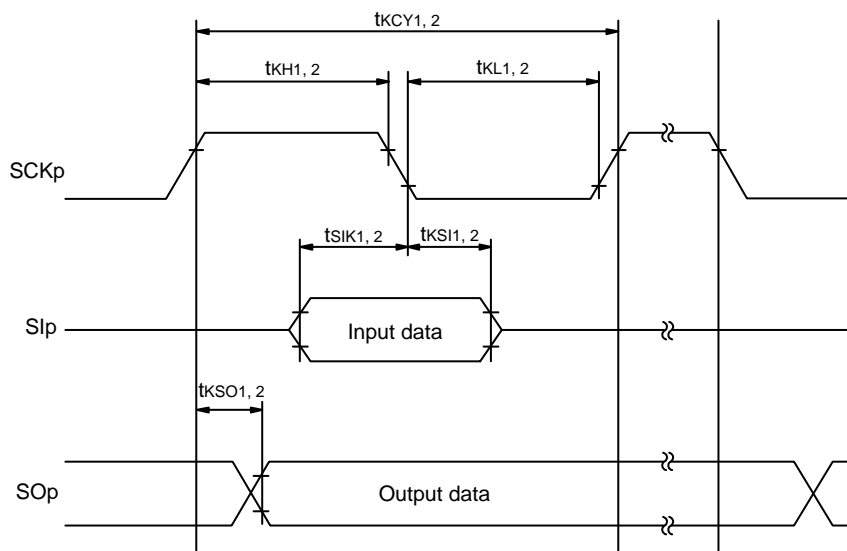 tKCY1, 2
tKH1, 2
tKL1, 2
SCKp
tSIK1, 2
tKSI1, 2
SIp
Input data
tKSO1, 2
SOp
Output data